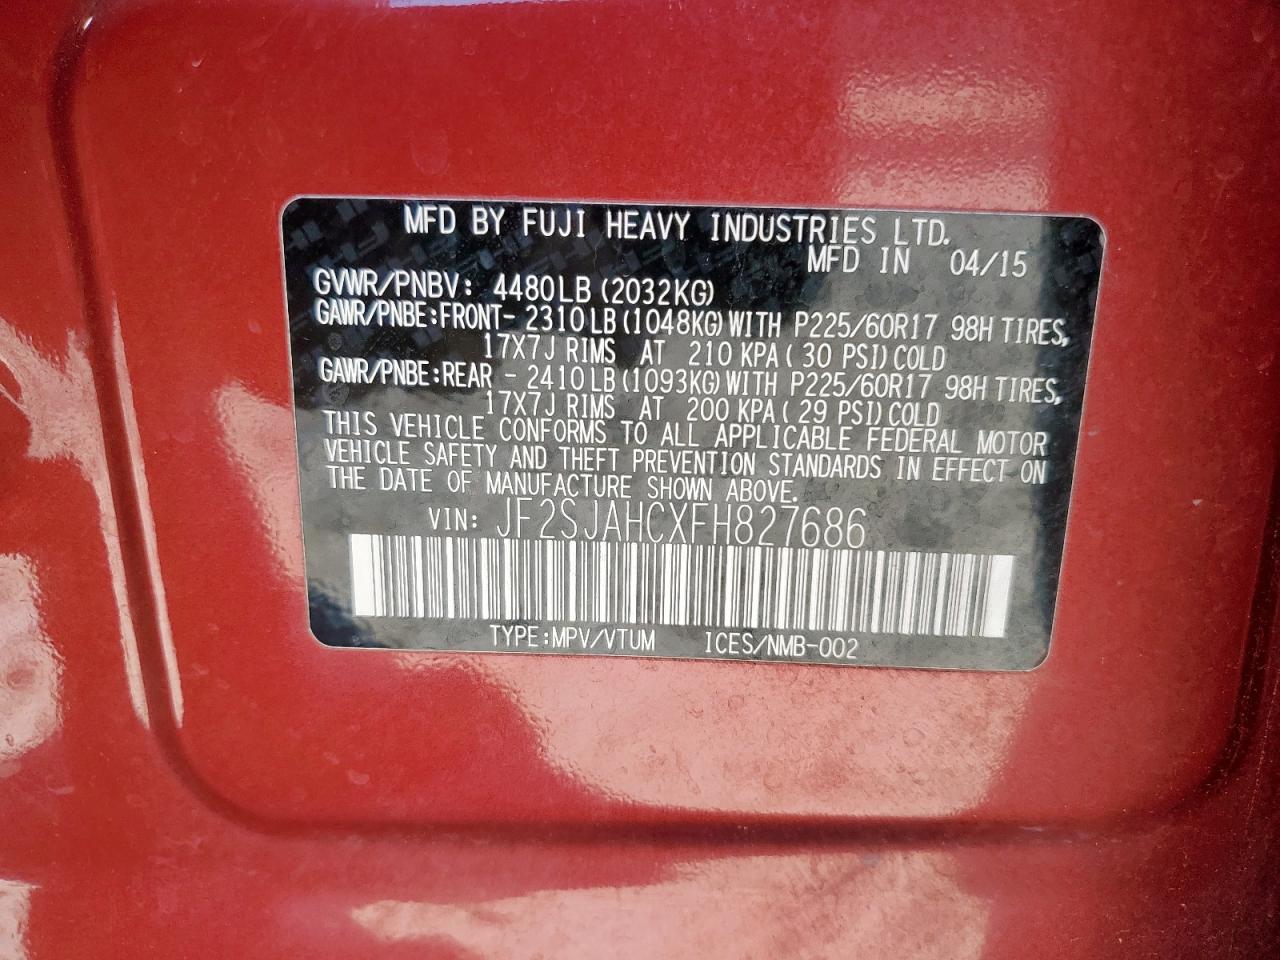 MFD BY FUJI HEAVY INDUSTRIES LTD.
MFD IN 04/15
GVWR/PNBV: 4480LB(2032KG)
GAWR/PNBE:FRONT- 2310LB(1048KG)WITH P225/60R17 98H TIRES,
17X7J RIMS AT 210 KPA( 30 PSI)COLD
GAWR/PNBE:REAR - 2410LB(1093KG)WITH P225/60R17 98H TIRES,
17X7J RIMS AT 200 KPA( 29 PSI)COLD
THIS VEHICLE CONFORMS TO ALL APPLICABLE FEDERAL MOTOR
VEHICLE SAFETY AND THEFT PREVENTION STANDARDS IN EFFECT ON
THE DATE OF MANUFACTURE SHOWN ABOVE.
VIN: JF2SJAHCXFH827686
TYPE:MPV/VTUM ICES/NMB-002